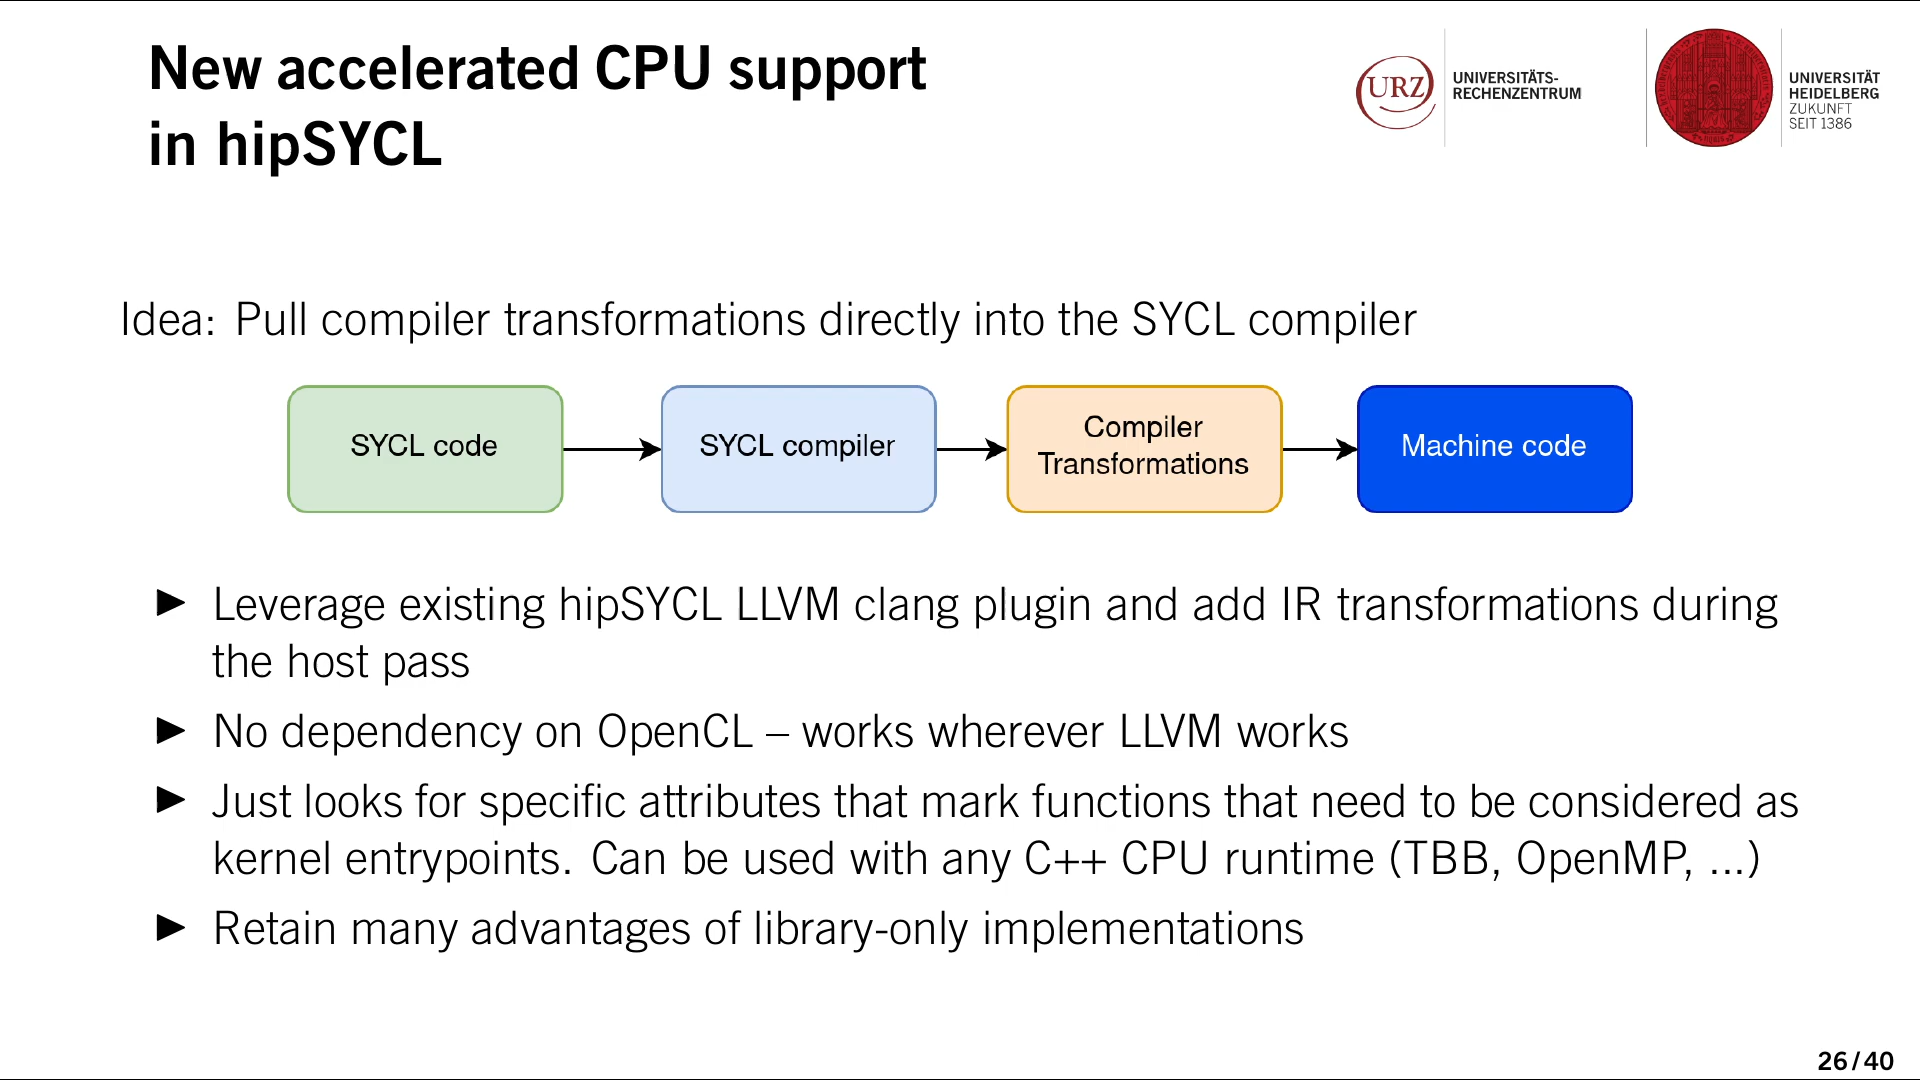 New accelerated CPU support
in hipSYCL
URZ
UNIVERSITÄTS-
RECHENZENTRUM
UNIVERSITÄT
HEIDELBERG
ZUKUNFT
SEIT 1386
Idea: Pull compiler transformations directly into the SYCL compiler
SYCL code
SYCL compiler
Compiler
Transformations
Machine code
▶ Leverage existing hipSYCL LLVM clang plugin and add IR transformations during
the host pass
▶ No dependency on OpenCL – works wherever LLVM works
▶ Just looks for specific attributes that mark functions that need to be considered as
kernel entrypoints. Can be used with any C++ CPU runtime (TBB, OpenMP, ...)
▶ Retain many advantages of library-only implementations
26/40